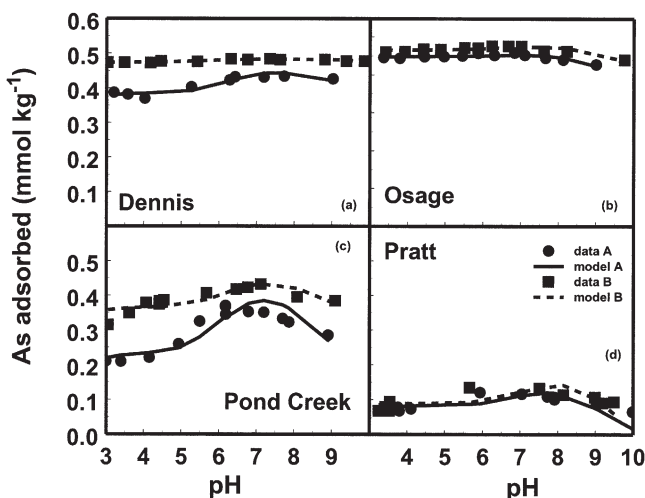 As adsorbed (mmol kg-1)
0.6
0.5
0.4
0.3
0.2
0.1
Dennis
(a)
Osage
(b)
(c)
0.5
0.4
0.3
0.2
0.1
0.0
Pond Creek
3 4 5 6 7 8 9
pH
Pratt
data A
model A
data B
model B
(d)
4 5 6 7 8 9 10
pH